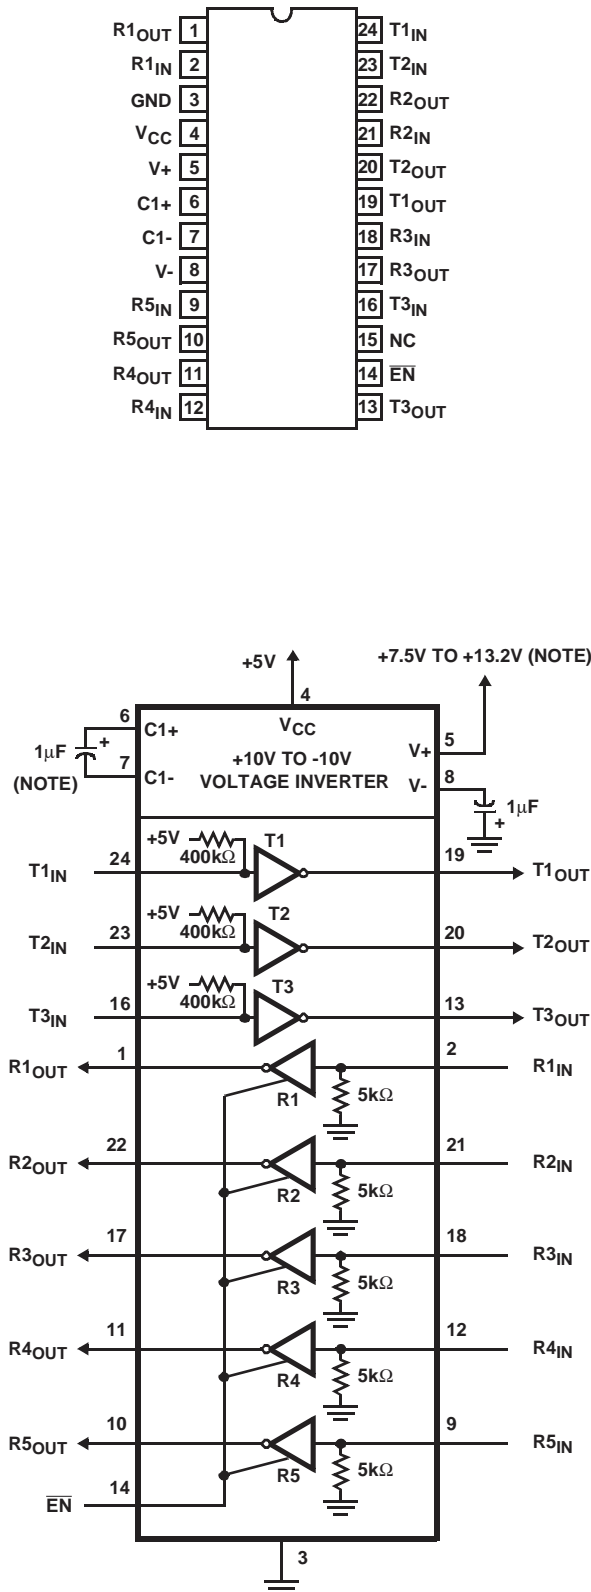 R1OUT 1 24 T1IN
R1IN 2 23 T2IN
GND 3 22 R2OUT
VCC 4 21 R2IN
V+ 5 20 T2OUT
C1+ 6 19 T1OUT
C1- 7 18 R3IN
V- 8 17 R3OUT
R5IN 9 16 T3IN
R5OUT 10 15 NC
R4OUT 11 14 E̅N̅
R4IN 12 13 T3OUT
+5V
+7.5V TO +13.2V (NOTE)
4
VCC
6 C1+
1μF +
(NOTE)
7 C1-
+10V TO -10V
VOLTAGE INVERTER
V+ 5
V- 8
1μF
+
+5V
400kΩ
T1
T1IN 24 19 T1OUT
+5V
400kΩ
T2
T2IN 23 20 T2OUT
+5V
400kΩ
T3
T3IN 16 13 T3OUT
R1OUT 1 2 R1IN
R1 5kΩ
R2OUT 22 21 R2IN
R2 5kΩ
R3OUT 17 18 R3IN
R3 5kΩ
R4OUT 11 12 R4IN
R4 5kΩ
R5OUT 10 9 R5IN
R5 5kΩ
E̅N̅ 14
3